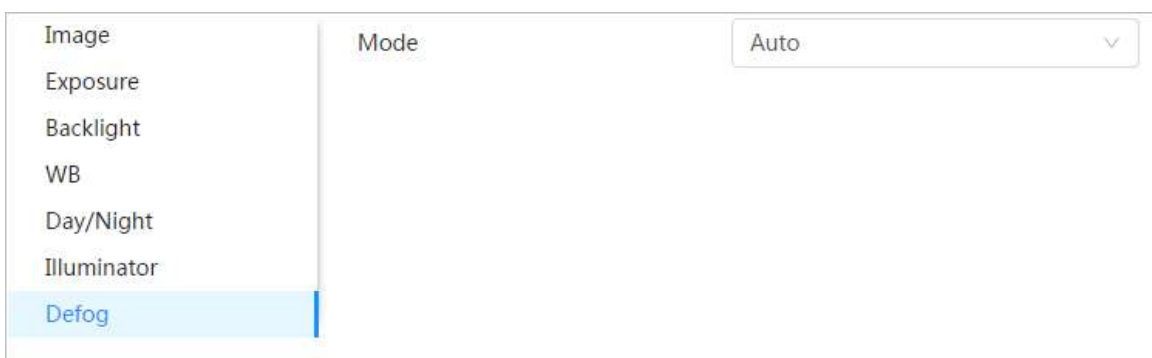 Image
Mode Auto
Exposure
Backlight
WB
Day/Night
Illuminator
Defog